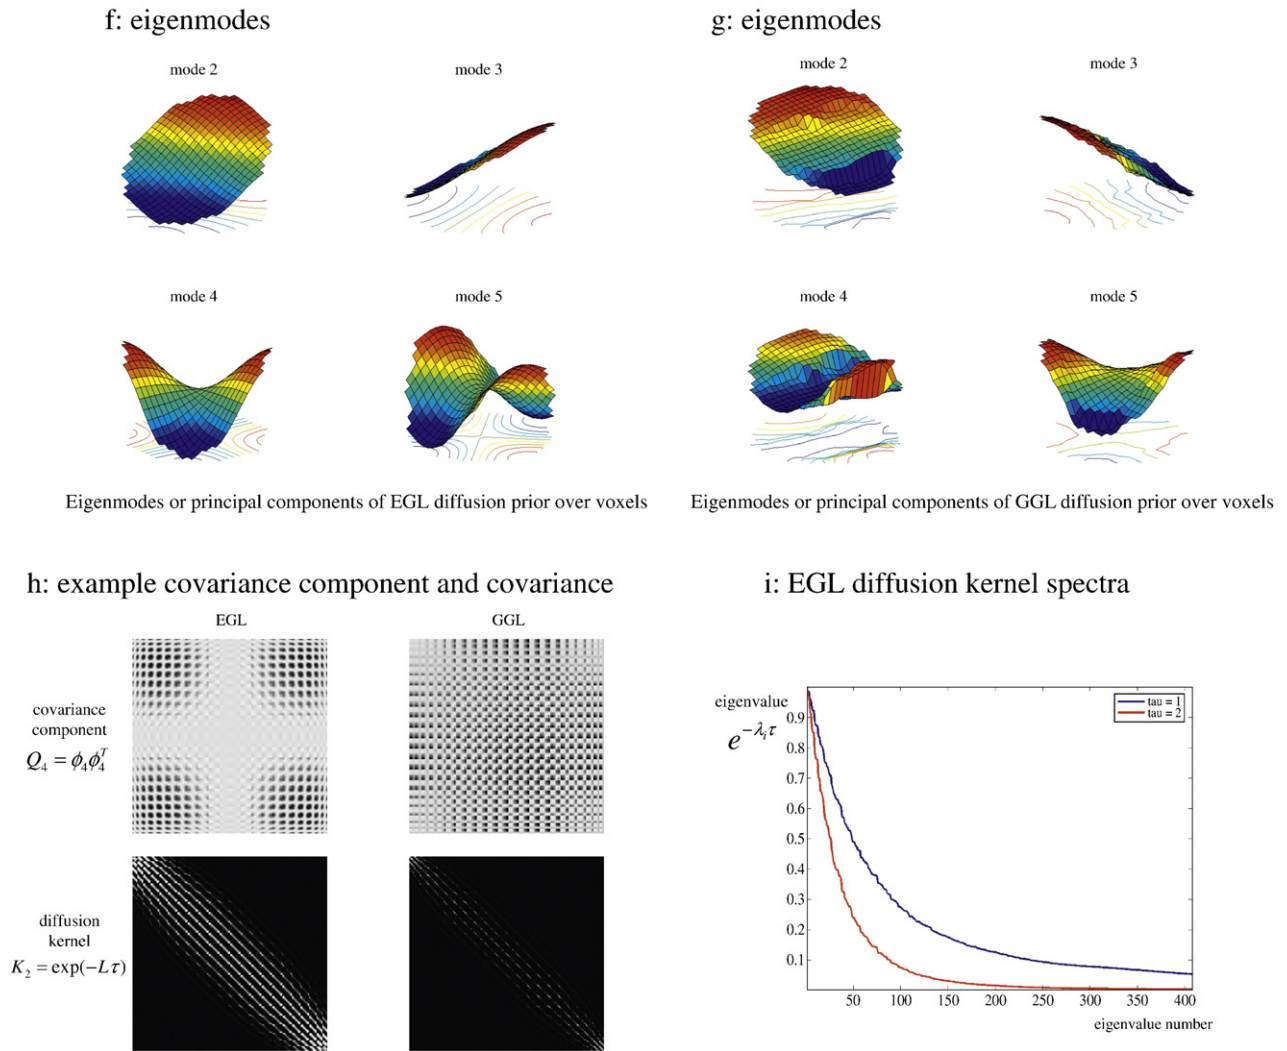 f: eigenmodes
mode 2
mode 3
mode 4
mode 5
Eigenmodes or principal components of EGL diffusion prior over voxels
g: eigenmodes
mode 2
mode 3
mode 4
mode 5
Eigenmodes or principal components of GGL diffusion prior over voxels
h: example covariance component and covariance
EGL
GGL
covariance
component
Q₄ = ϕ₄ϕ₄ᵀ
diffusion
kernel
K₂ = exp(−Lτ)
i: EGL diffusion kernel spectra
eigenvalue
e^{−λᵢτ}
tau = 1
tau = 2
0.9
0.8
0.7
0.6
0.5
0.4
0.3
0.2
0.1
50 100 150 200 250 300 350 400
eigenvalue number